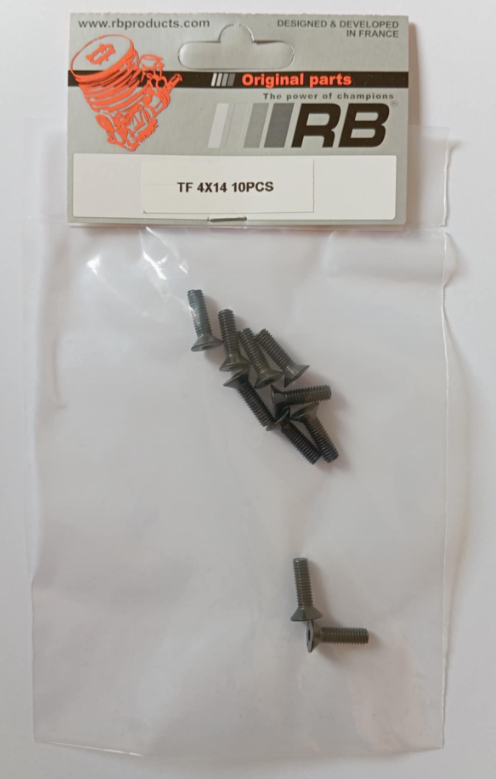 www.rbproducts.com
DESIGNED & DEVELOPED
IN FRANCE
Original parts
The power of champions
RB®
TF 4X14 10PCS